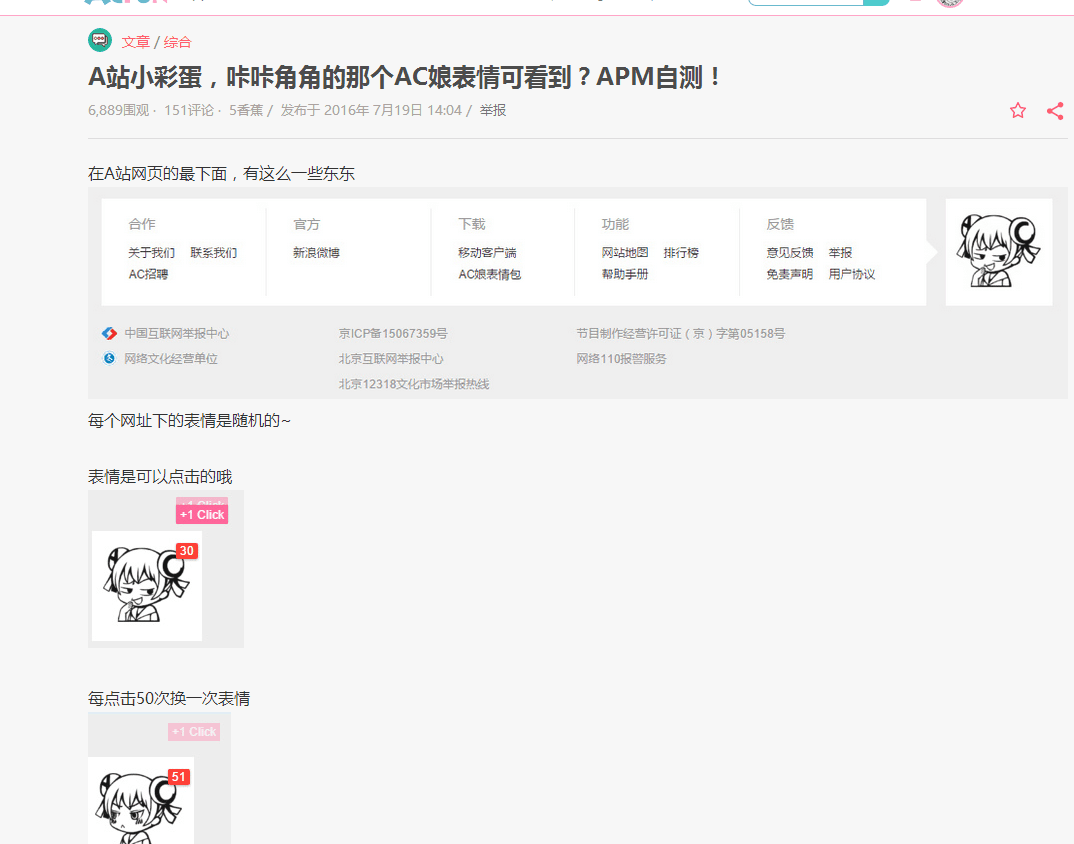 文章 / 综合
A站小彩蛋，咔咔角角的那个AC娘表情可看到？APM自测！
6,889围观 · 151评论 · 5香蕉 / 发布于 2016年 7月19日 14:04 / 举报
在A站网页的最下面，有这么一些东东
合作 官方 下载 功能 反馈
关于我们 联系我们 新浪微博 移动客户端 网站地图 排行榜 意见反馈 举报
AC招聘 AC娘表情包 帮助手册 免责声明 用户协议
中国互联网举报中心 京ICP备15067359号 节目制作经营许可证（京）字第05158号
网络文化经营单位 北京互联网举报中心 网络110报警服务
北京12318文化市场举报热线
每个网址下的表情是随机的~
表情是可以点击的哦
+1 Click
+1 Click
30
每点击50次换一次表情
+1 Click
51